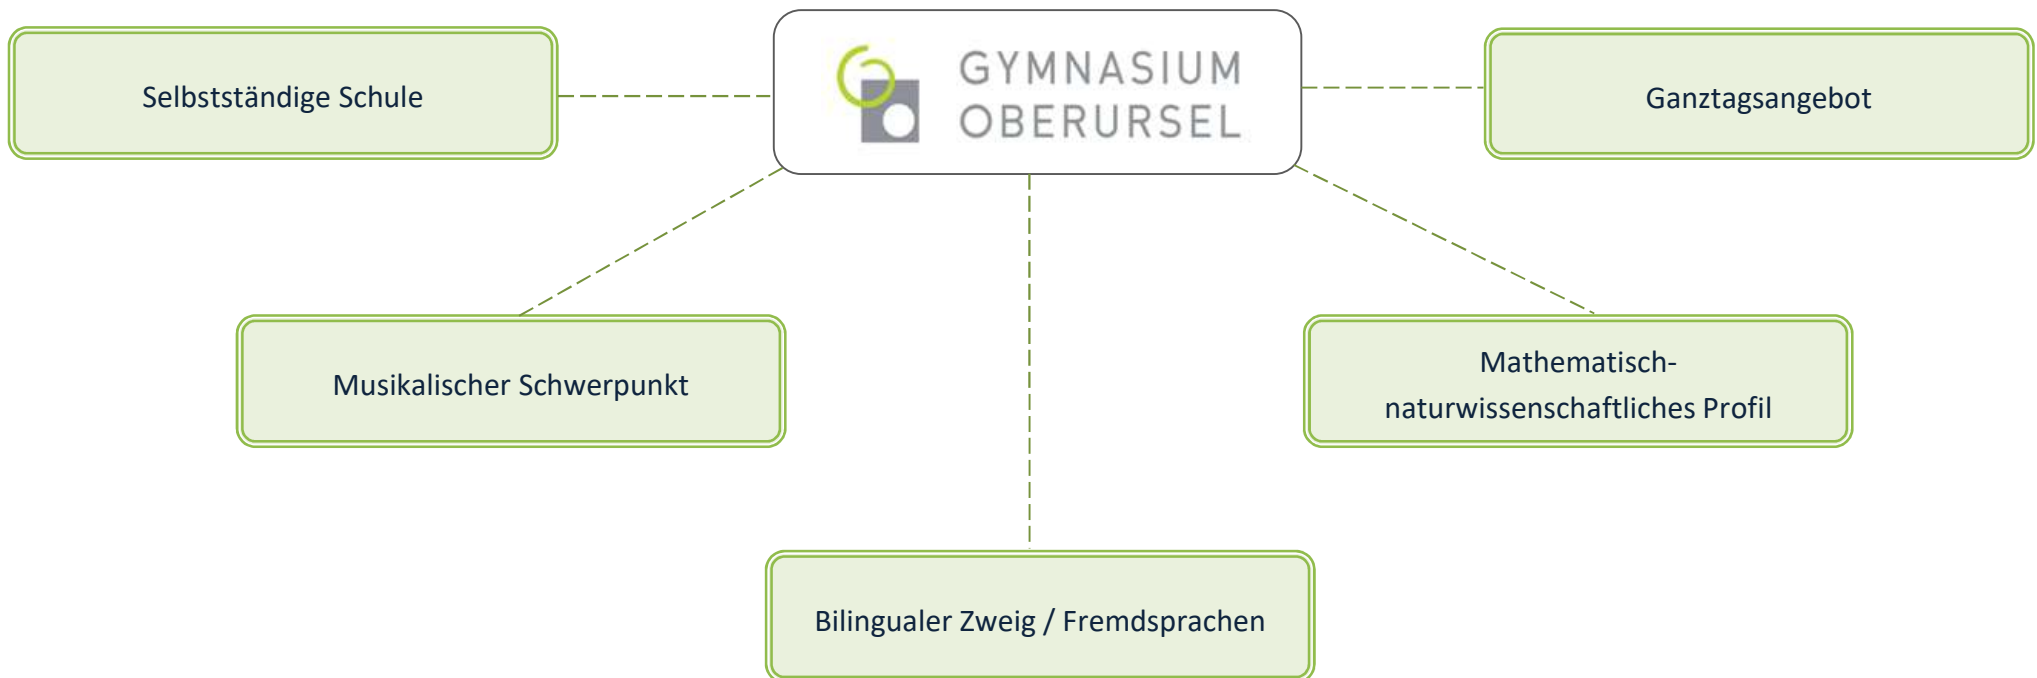 Selbstständige Schule
GYMNASIUM
OBERURSEL
Ganztagsangebot
Musikalischer Schwerpunkt
Mathematisch-
naturwissenschaftliches Profil
Bilingualer Zweig / Fremdsprachen